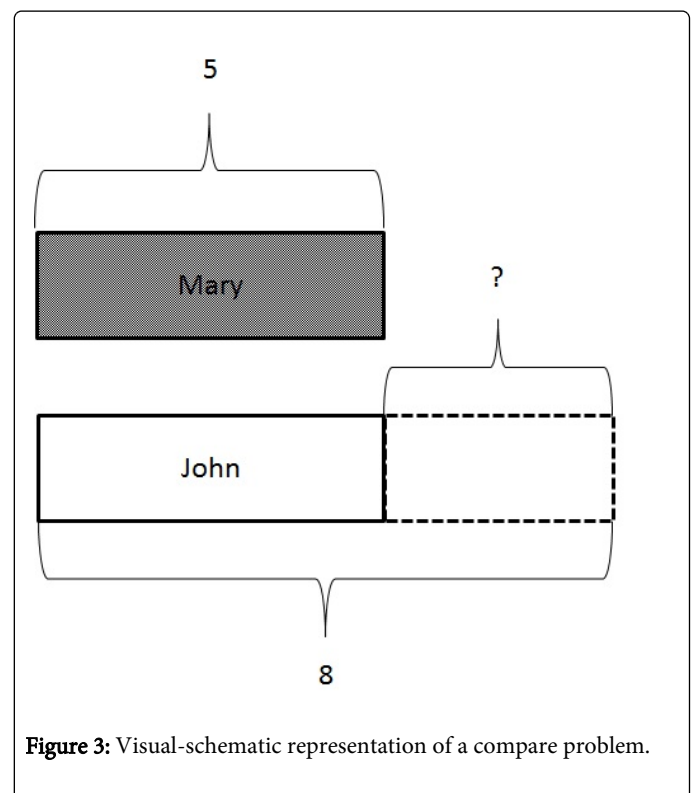 5
Mary
?
John
8
Figure 3: Visual-schematic representation of a compare problem.